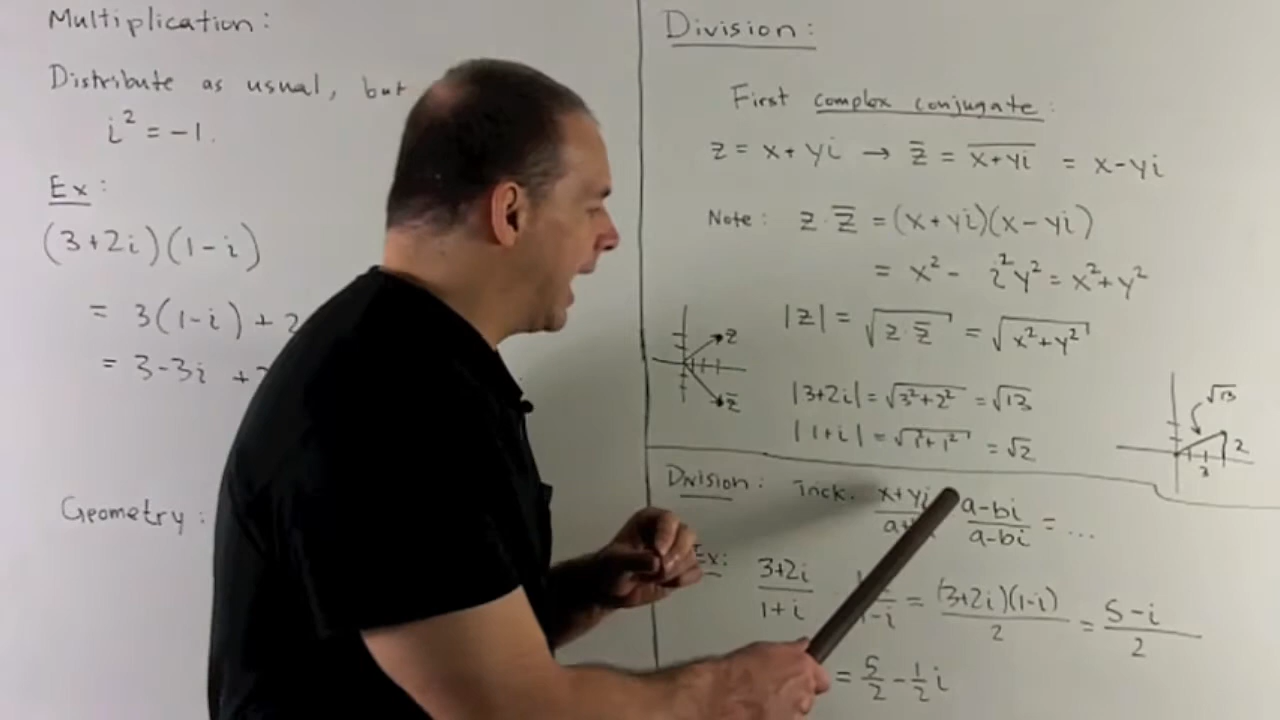 Multiplication:
Distribute as usual, but
i² = -1.
Ex:
(3+2i)(1-i)
= 3(1-i) + 2
= 3-3i +
Geometry:
Division:
First complex conjugate:
z = x+yi → z̅ = \overline{x+yi} = x-yi
Note: z·z̅ = (x+yi)(x-yi)
= x² - i²y² = x²+y²
|z| = √(z·z̅) = √(x²+y²)
z
z̅
|3+2i| = √(3²+2²) = √13
|1+i| = √(1²+1²) = √2
√13
2
3
Division: Trick. x+yi/a+ a-bi/a-bi = ...
Ex: 3+2i/1+i · -i = (3+2i)(1-i)/2 = 5-i/2
= 5/2 - 1/2 i